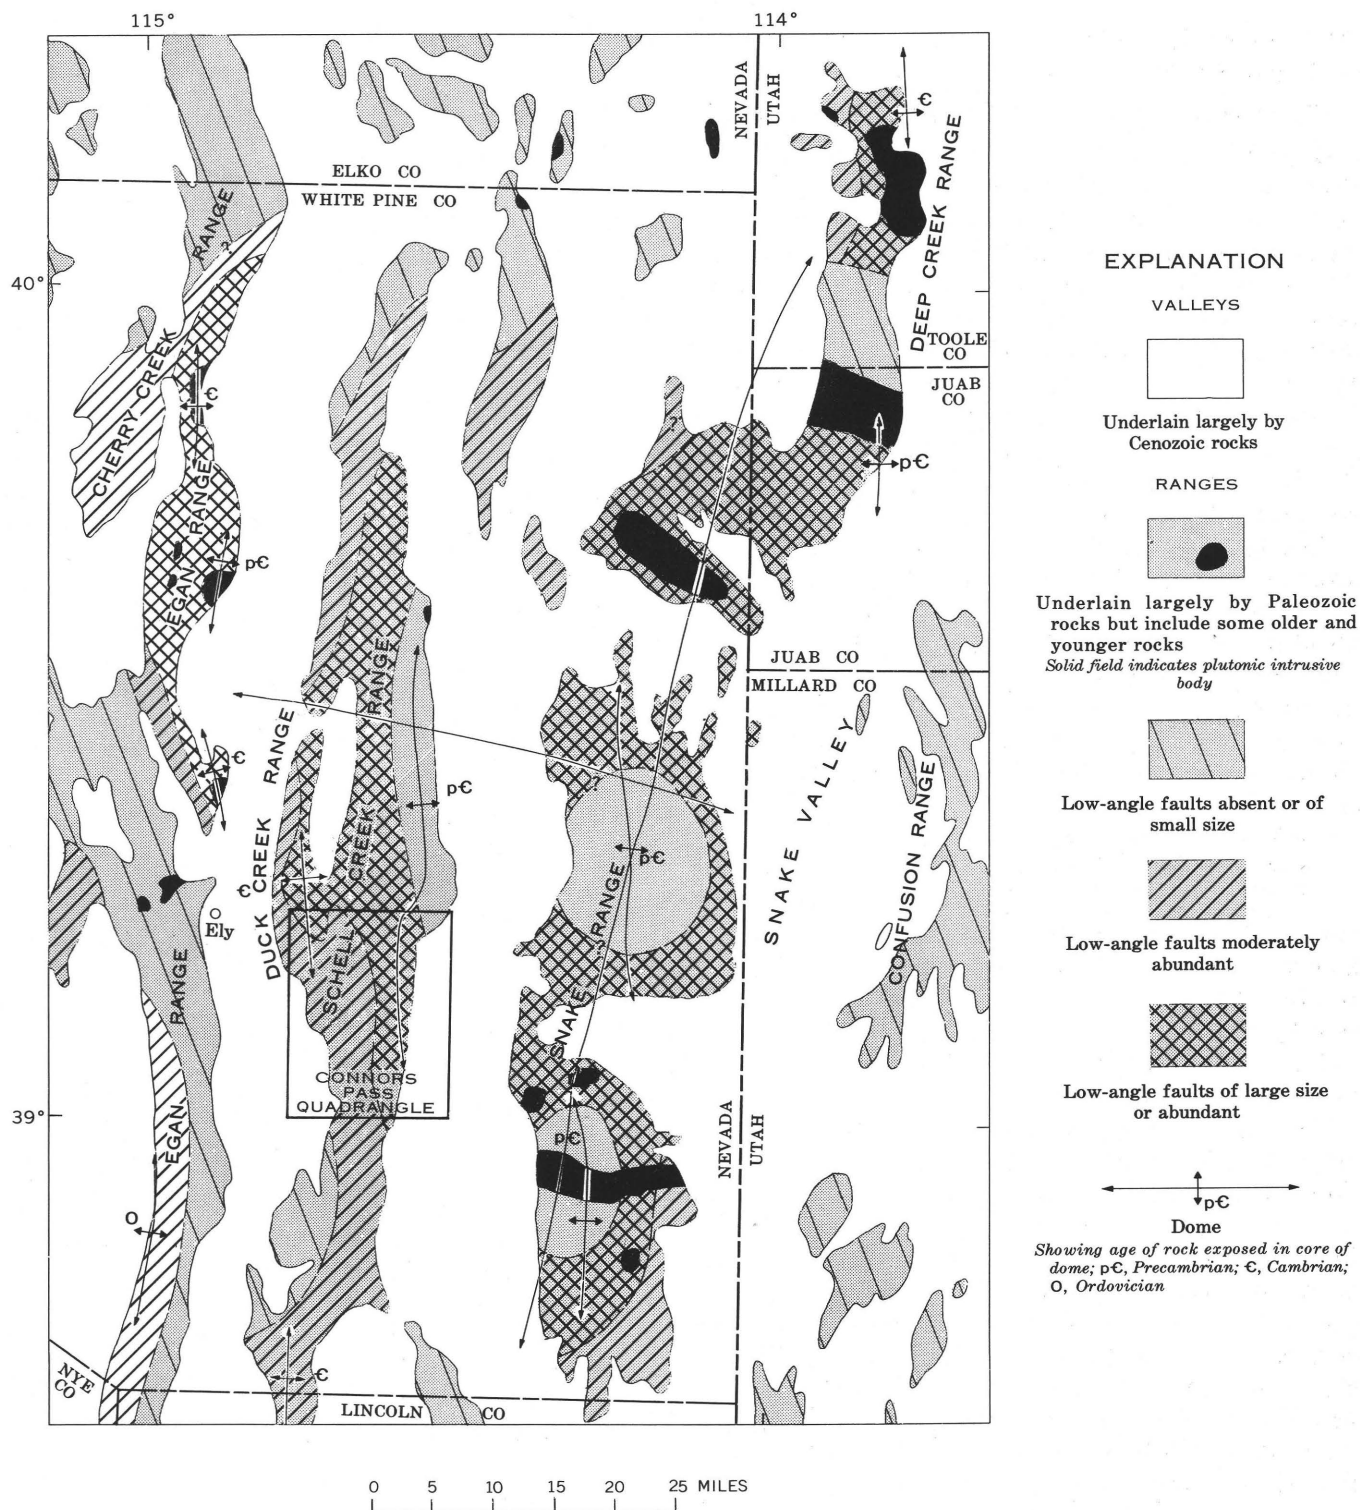 115°
114°
NEVADA
UTAH
Є
ELKO CO
WHITE PINE CO
RANGE
?
DEEP CREEK RANGE
40°
TOOLE
CO
JUAB
CO
CHERRY CREEK
Є
?
pЄ
EGAN RANGE
pЄ
JUAB CO
MILLARD CO
RANGE
DUCK CREEK RANGE
Є
pЄ
?
SNAKE VALLEY
CONFUSION RANGE
CREEK
pЄ
RANGE
Є
Ely
SCHELL
RANGE
SNAKE
CONNORS
PASS
QUADRANGLE
39°
EGAN
pЄ
NEVADA
UTAH
O
NYE
CO
Є
LINCOLN CO
0 5 10 15 20 25 MILES
EXPLANATION
VALLEYS
Underlain largely by
Cenozoic rocks
RANGES
Underlain largely by Paleozoic
rocks but include some older and
younger rocks
Solid field indicates plutonic intrusive
body
Low-angle faults absent or of
small size
Low-angle faults moderately
abundant
Low-angle faults of large size
or abundant
pЄ
Dome
Showing age of rock exposed in core of
dome; pЄ, Precambrian; Є, Cambrian;
O, Ordovician